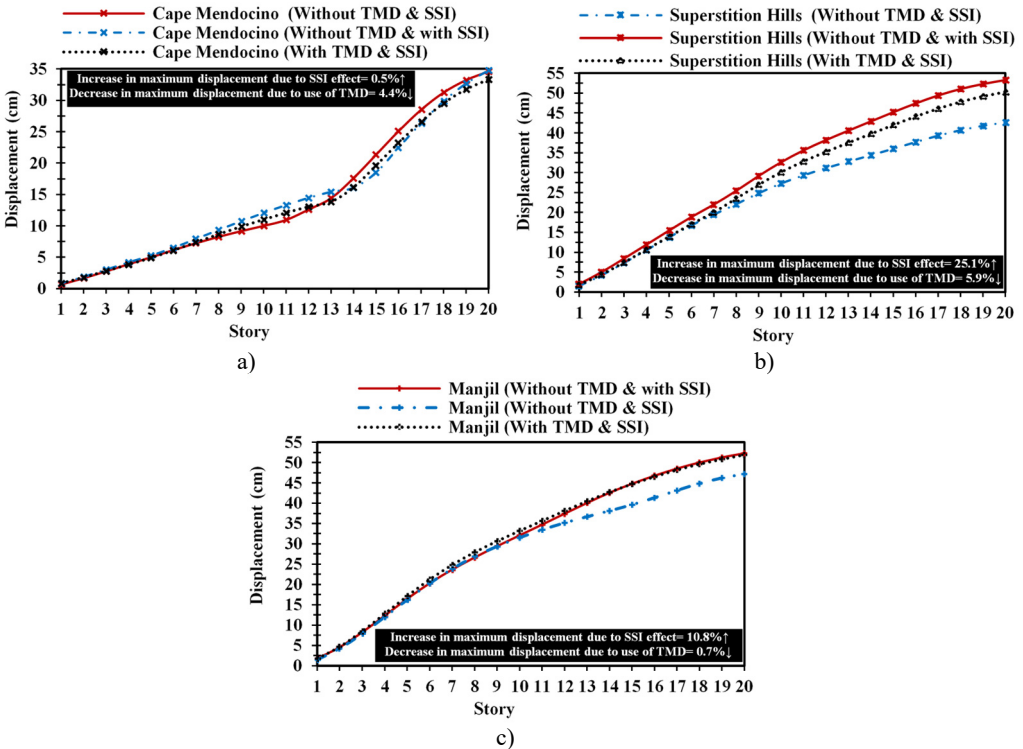 Cape Mendocino (Without TMD & SSI)
Cape Mendocino (Without TMD & with SSI)
Cape Mendocino (With TMD & SSI)
Displacement (cm)
35
30
25
20
15
10
5
0
Increase in maximum displacement due to SSI effect= 0.5%↑
Decrease in maximum displacement due to use of TMD= 4.4%↓
1 2 3 4 5 6 7 8 9 10 11 12 13 14 15 16 17 18 19 20
Story
a)
Superstition Hills (Without TMD & SSI)
Superstition Hills (Without TMD & with SSI)
Superstition Hills (With TMD & SSI)
Displacement (cm)
55
50
45
40
35
30
25
20
15
10
5
0
Increase in maximum displacement due to SSI effect= 25.1%↑
Decrease in maximum displacement due to use of TMD= 5.9%↓
1 2 3 4 5 6 7 8 9 10 11 12 13 14 15 16 17 18 19 20
Story
b)
Manjil (Without TMD & with SSI)
Manjil (Without TMD & SSI)
Manjil (With TMD & SSI)
Displacement (cm)
55
50
45
40
35
30
25
20
15
10
5
0
Increase in maximum displacement due to SSI effect= 10.8%↑
Decrease in maximum displacement due to use of TMD= 0.7%↓
1 2 3 4 5 6 7 8 9 10 11 12 13 14 15 16 17 18 19 20
Story
c)